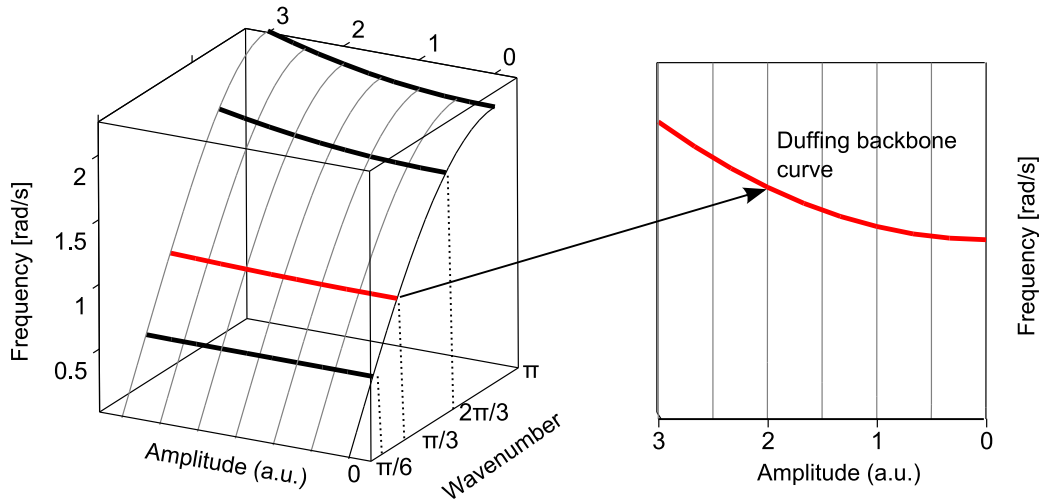 3
2
1
0
2
1.5
1
0.5
Frequency [rad/s]
Amplitude (a.u.)
0
π/6
π/3
2π/3
π
Wavenumber
Duffing backbone
curve
Frequency [rad/s]
3
2
1
0
Amplitude (a.u.)